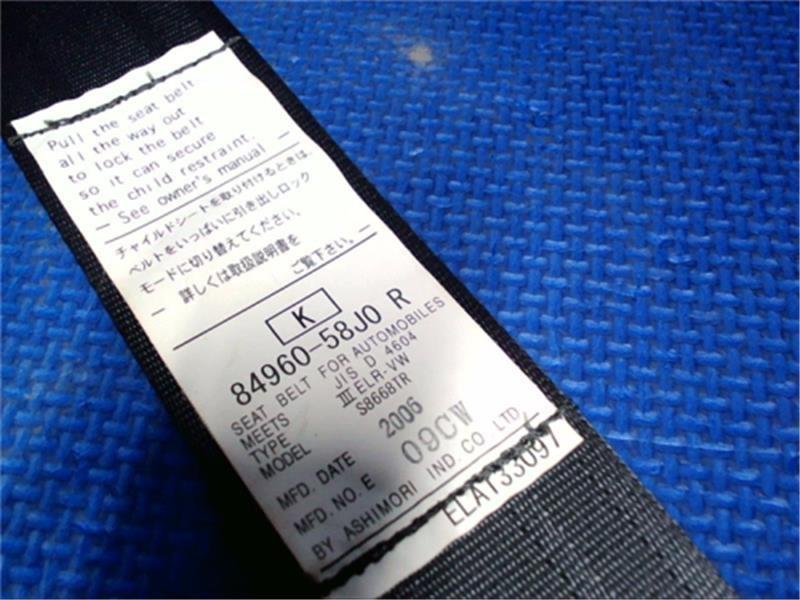 Pull the seat belt
all the way out
to lock the belt
so it can secure
the child restraint.
— See owner's manual —
チャイルドシートを取り付けるときは、
ベルトをいっぱいに引き出しロック
モードに切り替えてください。
— 詳しくは取扱説明書を
ご覧下さい。—
K
84960-58J0 R
SEAT BELT FOR AUTOMOBILES
MEETS JIS D 4604
TYPE III ELR-VW
MODEL S8668TR
MFD. DATE 2006
MFD. NO. E 09CW
BY ASHIMORI IND. CO. LTD.
ELAT33097